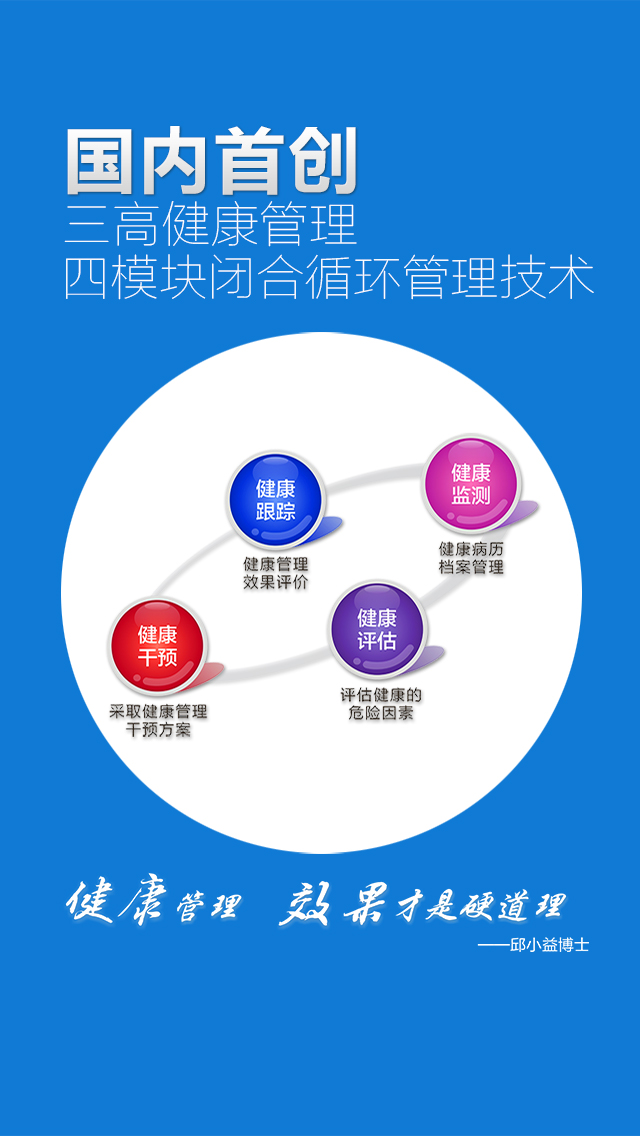 国内首创
三高健康管理
四模块闭合循环管理技术
健康
跟踪
健康管理
效果评价
健康
监测
健康病历
档案管理
健康
干预
采取健康管理
干预方案
健康
评估
评估健康的
危险因素
健康管理 效果才是硬道理
——邱小益博士